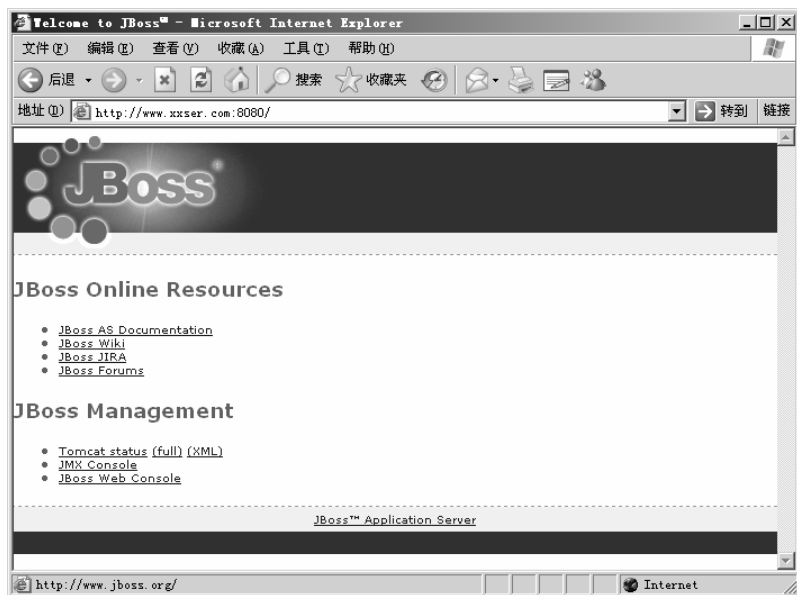 Welcome to JBoss™ - Microsoft Internet Explorer
文件(F) 编辑(E) 查看(V) 收藏(A) 工具(T) 帮助(H)
后退 搜索 收藏夹
地址(D) http://www.xxser.com:8080/ 转到 链接
JBoss®
JBoss Online Resources
JBoss AS Documentation
JBoss Wiki
JBoss JIRA
JBoss Forums
JBoss Management
Tomcat status (full) (XML)
JMX Console
JBoss Web Console
JBoss™ Application Server
http://www.jboss.org/ Internet